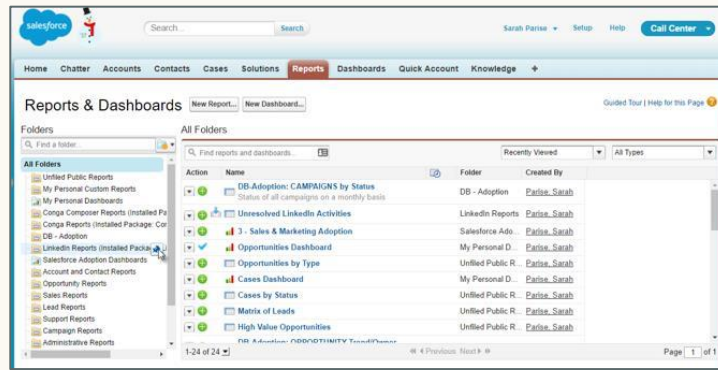 salesforce
Search...
Search
Sarah Parise
Setup
Help
Call Center
Home Chatter Accounts Contacts Cases Solutions Reports Dashboards Quick Account Knowledge +
Reports & Dashboards
New Report...
New Dashboard...
Guided Tour | Help for this Page
Folders
Find a folder...
All Folders
Unfiled Public Reports
My Personal Custom Reports
My Personal Dashboards
Conga Composer Reports (Installed Pa
Conga Reports (Installed Package: Cor
DB - Adoption
LinkedIn Reports (Installed Packa
Salesforce Adoption Dashboards
Account and Contact Reports
Opportunity Reports
Sales Reports
Lead Reports
Support Reports
Campaign Reports
Administrative Reports
All Folders
Find reports and dashboards...
Recently Viewed
All Types
Action Name Folder Created By
DB-Adoption: CAMPAIGNS by Status DB - Adoption Parise, Sarah
Status of all campaigns on a monthly basis
Unresolved LinkedIn Activities LinkedIn Reports Parise, Sarah
3 - Sales & Marketing Adoption Salesforce Ado... Parise, Sarah
Opportunities Dashboard My Personal D... Parise, Sarah
Opportunities by Type Unfiled Public R... Parise, Sarah
Cases Dashboard My Personal D... Parise, Sarah
Cases by Status Unfiled Public R... Parise, Sarah
Matrix of Leads Unfiled Public R... Parise, Sarah
High Value Opportunities Unfiled Public R... Parise, Sarah
DB-Adoption: OPPORTUNITY Trend/Owner
1-24 of 24
Previous Next
Page 1 of 1